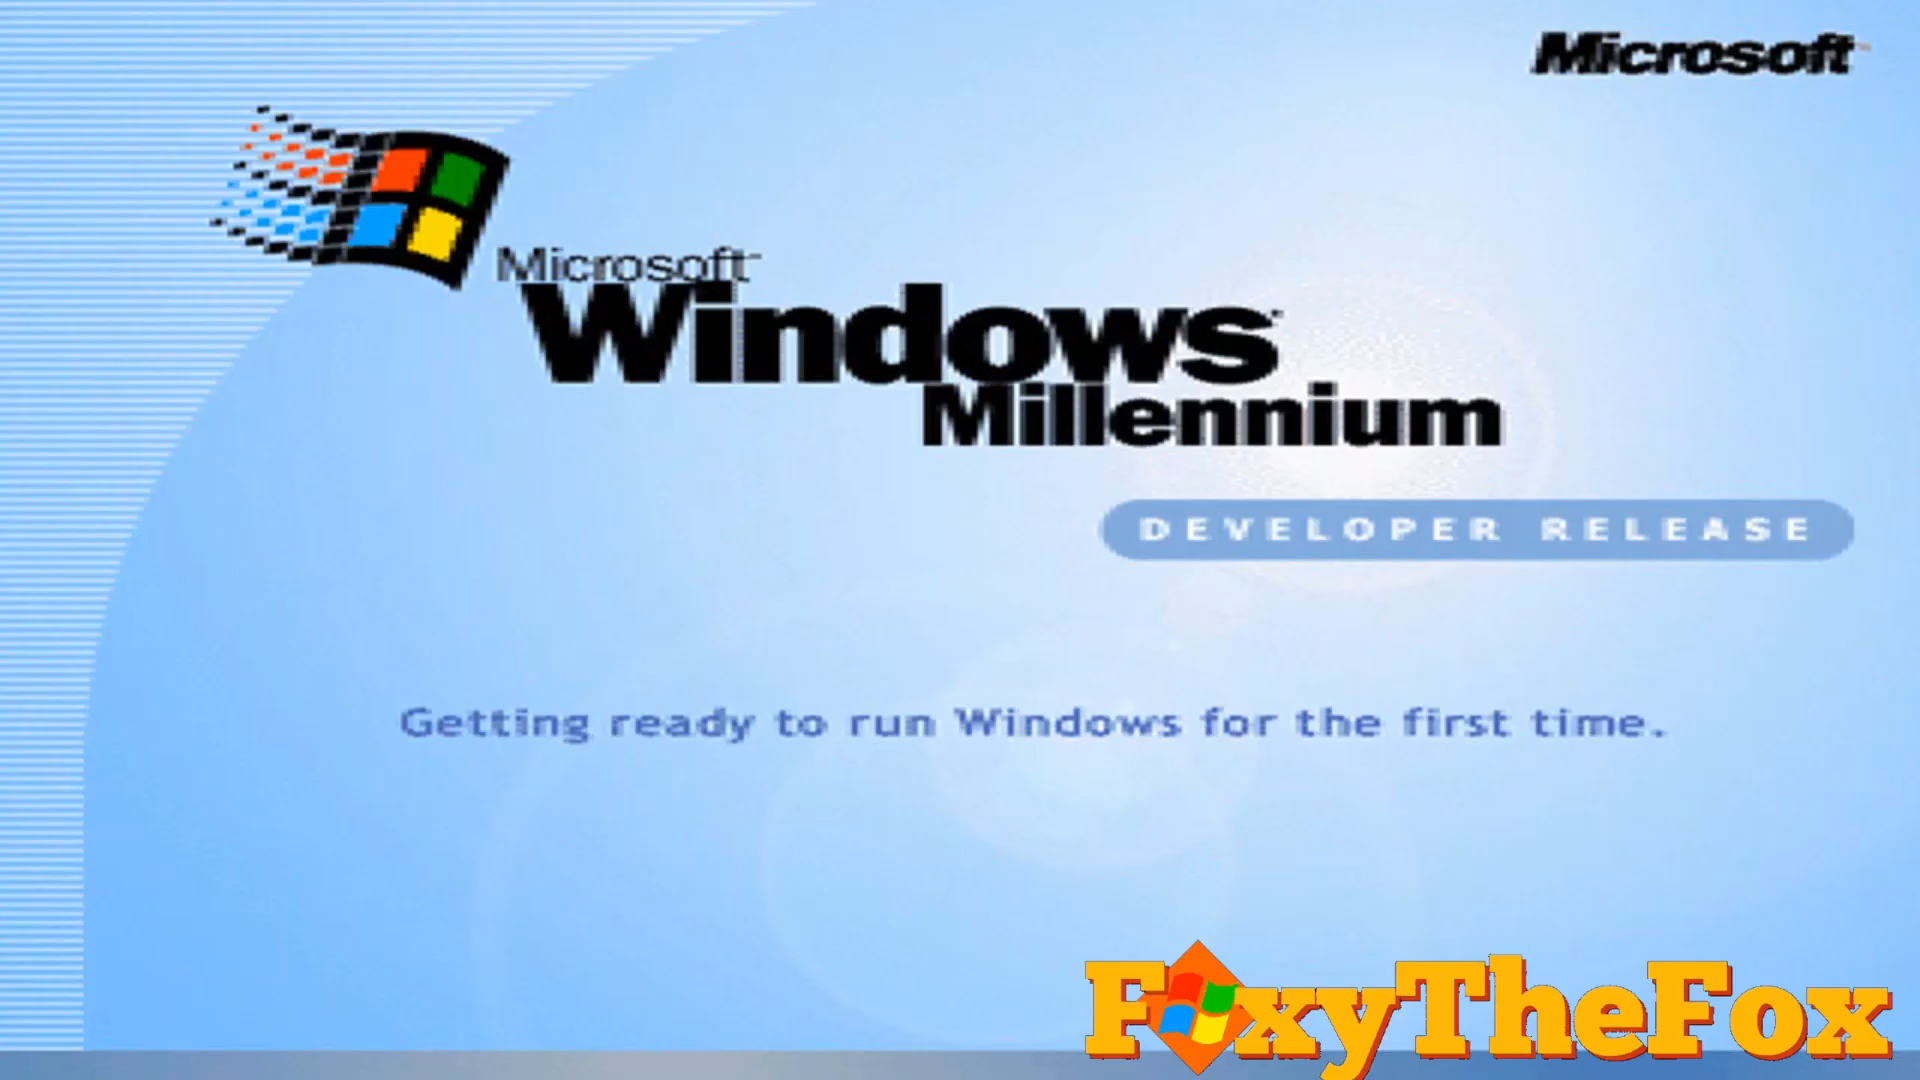 Microsoft
Microsoft
Windows
Millennium
DEVELOPER RELEASE
Getting ready to run Windows for the first time.
FoxyTheFox